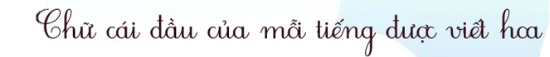 Chữ cái đầu của mỗi tiếng được viết hoa